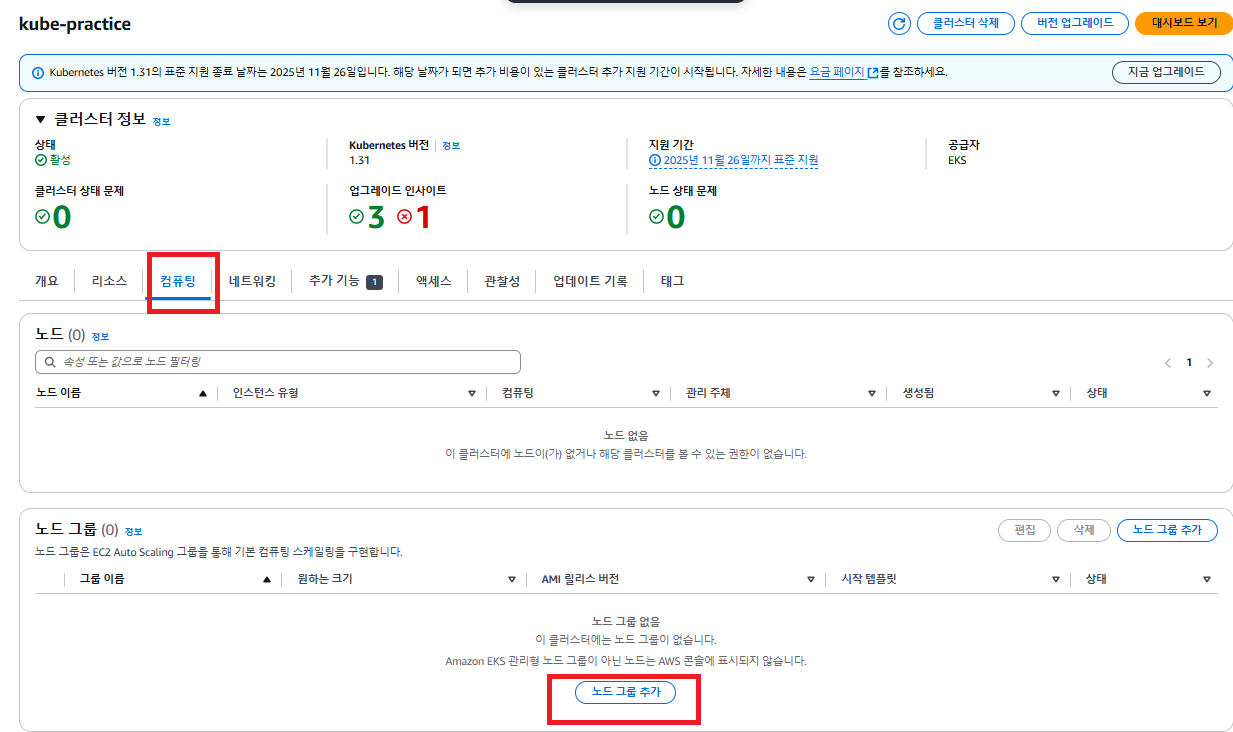 kube-practice
클러스터 삭제
버전 업그레이드
대시보드 보기
Kubernetes 버전 1.31의 표준 지원 종료 날짜는 2025년 11월 26일입니다. 해당 날짜가 되면 추가 비용이 있는 클러스터 추가 지원 기간이 시작됩니다. 자세한 내용은 요금 페이지를 참조하세요.
지금 업그레이드
클러스터 정보 정보
상태
활성
Kubernetes 버전 정보
1.31
지원 기간
2025년 11월 26일까지 표준 지원
공급자
EKS
클러스터 상태 문제
0
업그레이드 인사이트
3 1
노드 상태 문제
0
개요 리소스 컴퓨팅 네트워킹 추가 기능 1 액세스 관찰성 업데이트 기록 태그
노드 (0) 정보
속성 또는 값으로 노드 필터링
1
노드 이름 인스턴스 유형 컴퓨팅 관리 주체 생성됨 상태
노드 없음
이 클러스터에 노드이(가) 없거나 해당 클러스터를 볼 수 있는 권한이 없습니다.
노드 그룹 (0) 정보
편집 삭제 노드 그룹 추가
노드 그룹은 EC2 Auto Scaling 그룹을 통해 기본 컴퓨팅 스케일링을 구현합니다.
그룹 이름 원하는 크기 AMI 릴리스 버전 시작 템플릿 상태
노드 그룹 없음
이 클러스터에는 노드 그룹이 없습니다.
Amazon EKS 관리형 노드 그룹이 아닌 노드는 AWS 콘솔에 표시되지 않습니다.
노드 그룹 추가